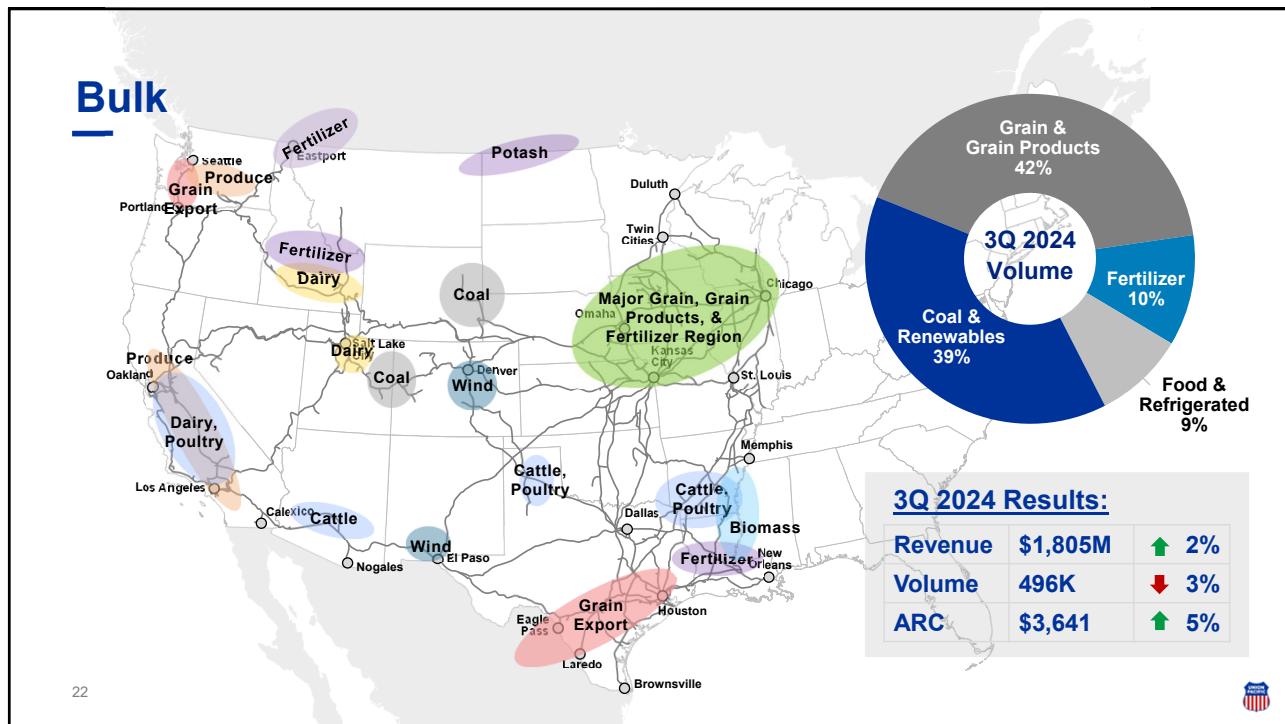 Bulk
Fertilizer
Eastport
Potash
Seattle
Produce
Grain
Export
Portland
Duluth
Twin
Cities
Fertilizer
Dairy
Coal
Major Grain, Grain
Products, &
Fertilizer Region
Omaha
Chicago
Kansas
City
Salt Lake
City
Dairy
Produce
Oakland
Coal
Wind
Denver
St. Louis
Dairy,
Poultry
Memphis
Los Angeles
Cattle,
Poultry
Cattle,
Poultry
Calexico
Cattle
Dallas
Biomass
Wind
El Paso
Nogales
Fertilizer
New
Orleans
Grain
Export
Houston
Eagle
Pass
Laredo
Brownsville
Grain &
Grain Products
42%
3Q 2024
Volume
Fertilizer
10%
Coal &
Renewables
39%
Food &
Refrigerated
9%
3Q 2024 Results:
Revenue $1,805M 2%
Volume 496K 3%
ARC $3,641 5%
22
UNION
PACIFIC